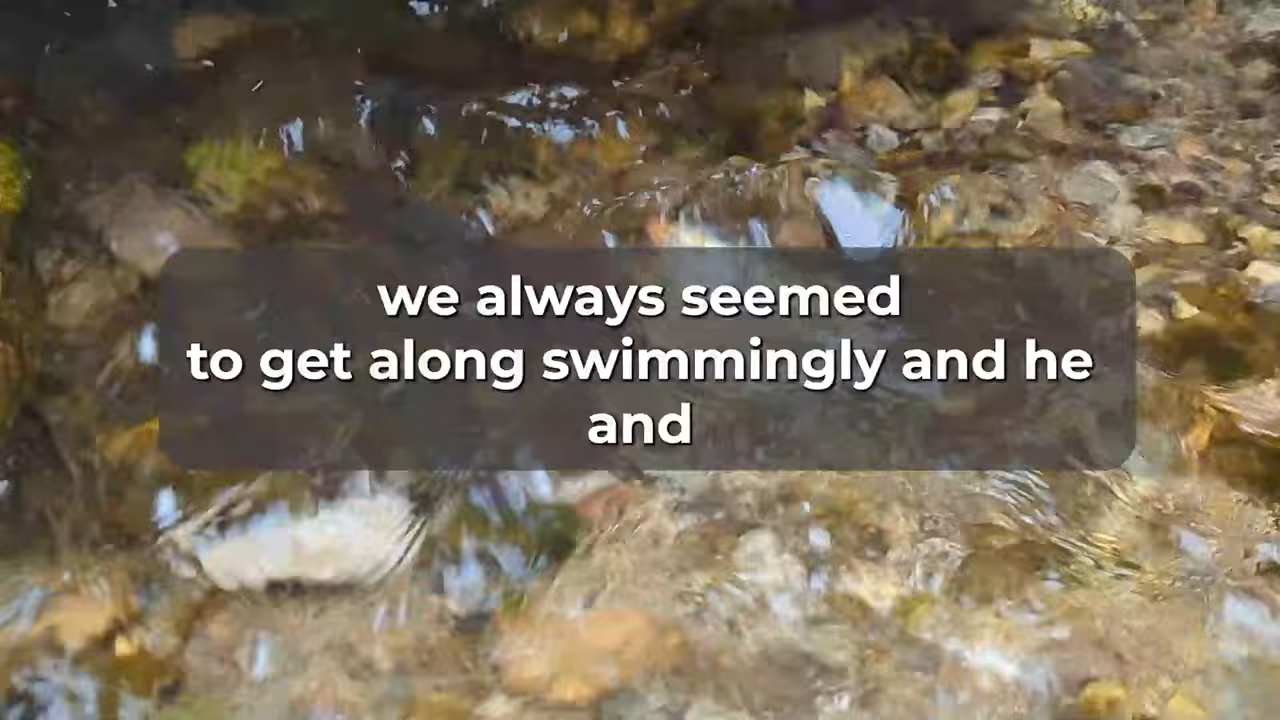 we always seemed
to get along swimmingly and he
and